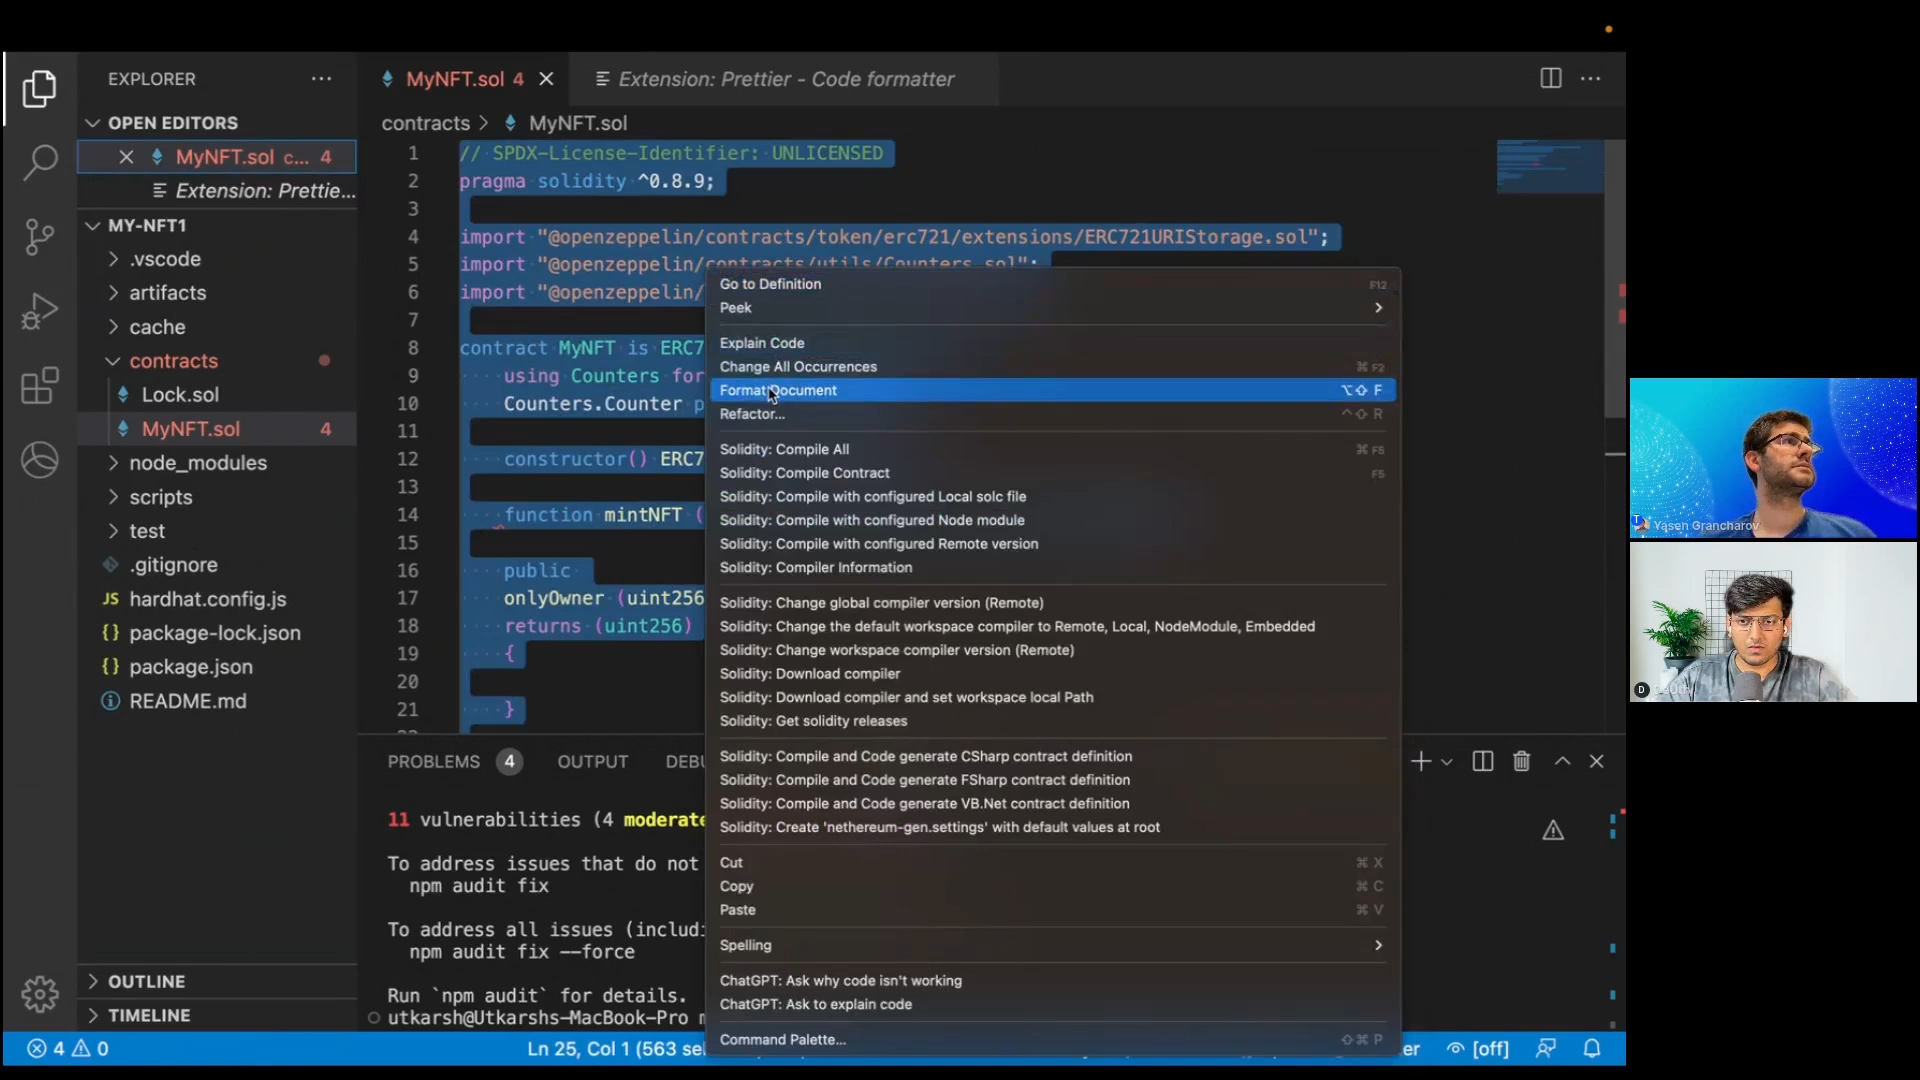 EXPLORER
OPEN EDITORS
MyNFT.sol c... 4
Extension: Prettie...
MY-NFT1
.vscode
artifacts
cache
contracts
Lock.sol
MyNFT.sol 4
node_modules
scripts
test
.gitignore
JS hardhat.config.js
{} package-lock.json
{} package.json
README.md
OUTLINE
TIMELINE
MyNFT.sol 4
Extension: Prettier - Code formatter
contracts > MyNFT.sol
1 // SPDX-License-Identifier: UNLICENSED
2 pragma solidity ^0.8.9;
3
4 import "@openzeppelin/contracts/token/erc721/extensions/ERC721URIStorage.sol";
5 import "@openzeppelin/contracts/utils/Counters.sol";
6 import "@openzeppelin/
7
8 contract MyNFT is ERC7
9 using Counters for
10 Counters.Counter p
11
12 constructor() ERC7
13
14 function mintNFT (
15
16 public
17 onlyOwner (uint256
18 returns (uint256)
19 {
20
21 }
Go to Definition F12
Peek
Explain Code
Change All Occurrences ⌘ F2
Format Document ⌥⇧ F
Refactor... ^⇧ R
Solidity: Compile All ⌘ F5
Solidity: Compile Contract F5
Solidity: Compile with configured Local solc file
Solidity: Compile with configured Node module
Solidity: Compile with configured Remote version
Solidity: Compiler Information
Solidity: Change global compiler version (Remote)
Solidity: Change the default workspace compiler to Remote, Local, NodeModule, Embedded
Solidity: Change workspace compiler version (Remote)
Solidity: Download compiler
Solidity: Download compiler and set workspace local Path
Solidity: Get solidity releases
Solidity: Compile and Code generate CSharp contract definition
Solidity: Compile and Code generate FSharp contract definition
Solidity: Compile and Code generate VB.Net contract definition
Solidity: Create 'nethereum-gen.settings' with default values at root
Cut ⌘ X
Copy ⌘ C
Paste ⌘ V
Spelling
ChatGPT: Ask why code isn't working
ChatGPT: Ask to explain code
Command Palette... ⇧⌘ P
PROBLEMS 4 OUTPUT DEBU
11 vulnerabilities (4 moderate
To address issues that do not
npm audit fix
To address all issues (includi
npm audit fix --force
Run `npm audit` for details.
utkarsh@Utkarshs-MacBook-Pro m
4 0
Ln 25, Col 1 (563 sel
er
[off]
Yasen Grancharov
D